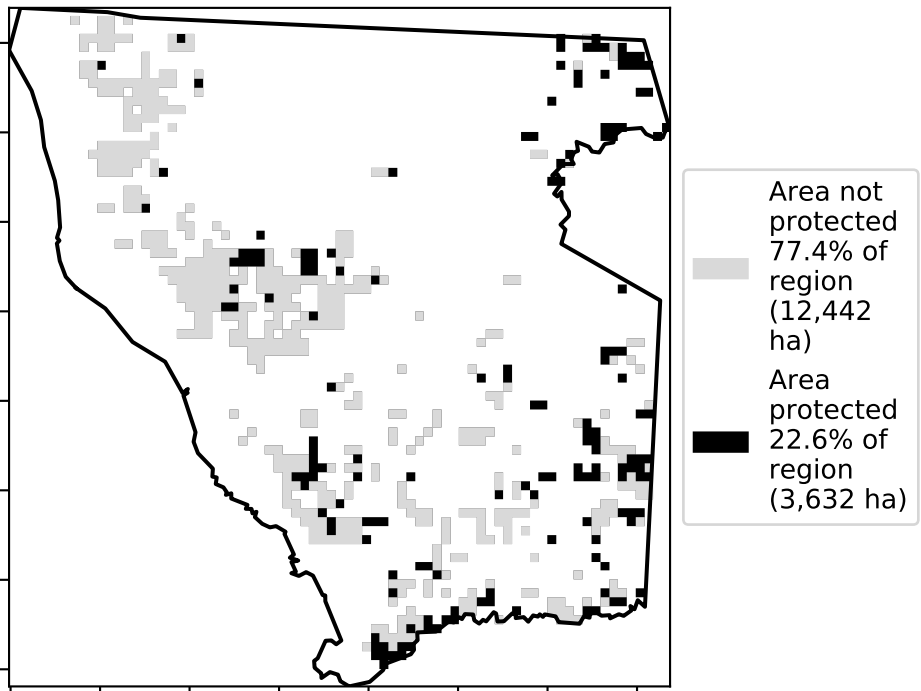 Area not
protected
77.4% of
region
(12,442
ha)
Area
protected
22.6% of
region
(3,632 ha)